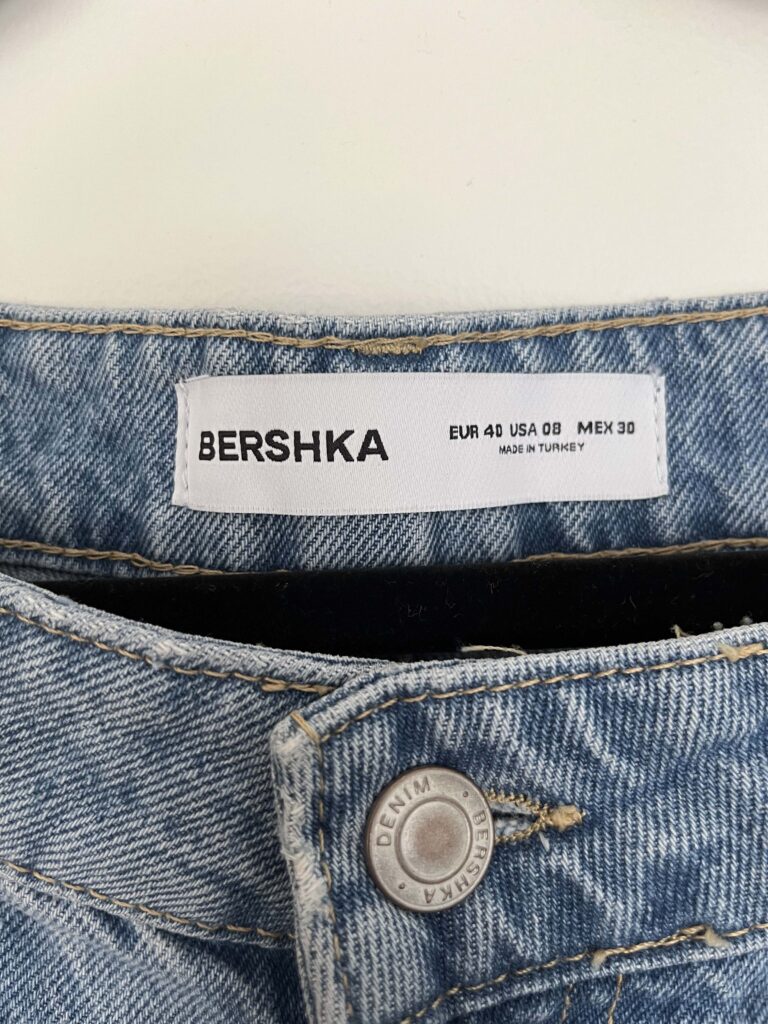 BERSHKA
EUR 40 USA 08 MEX 30
MADE IN TURKEY
DENIM • BERSHKA •